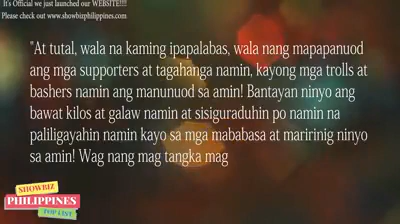 It's Official we just launched our WEBSITE!!!!
Please check out www.showbizphilippines.com
"At tutal, wala na kaming ipapalabas, wala nang mapapanuod
ang mga supporters at tagahanga namin, kayong mga trolls at
bashers namin ang manunuod sa amin! Bantayan ninyo ang
bawat kilos at galaw namin at sisiguraduhin po namin na
paliligayahin namin kayo sa mga mababasa at maririnig ninyo
sa amin! Wag nang mag tangka mag
SHOWBIZ
PHILIPPINES
TOP LINE